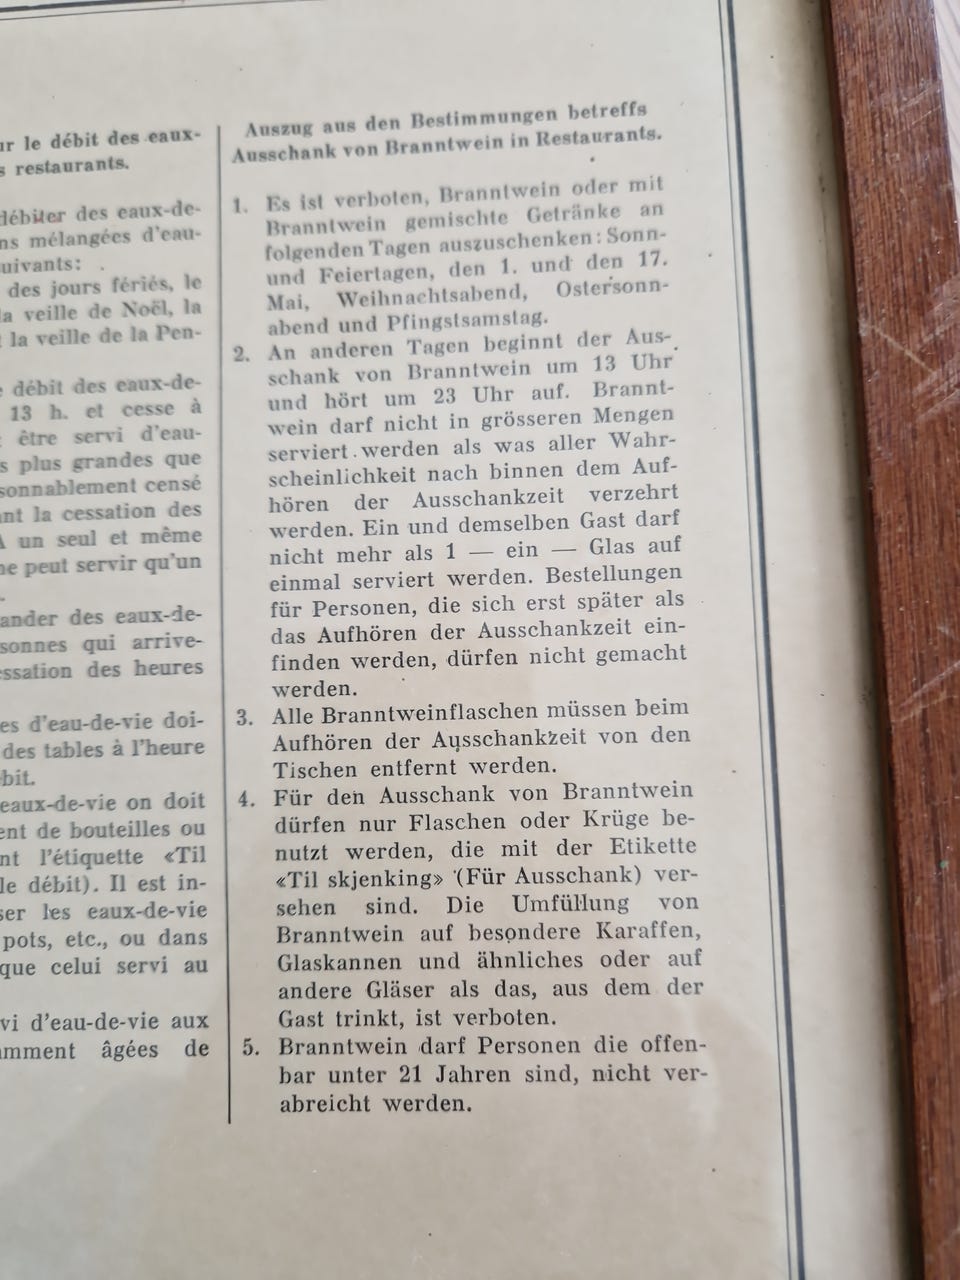 r le débit des eaux-
s restaurants.
débiter des eaux-de-
ns mélangées d'eau-
uivants:
des jours fériés, le
la veille de Noël, la
la veille de la Pen-
débit des eaux-de-
13 h. et cesse à
être servi d'eau-
s plus grandes que
sonnablement censé
nt la cessation des
A un seul et même
ne peut servir qu'un
ander des eaux-de-
sonnes qui arrive-
essation des heures
es d'eau-de-vie doi-
des tables à l'heure
bit.
eaux-de-vie on doit
ent de bouteilles ou
nt l'étiquette «Til
le débit). Il est in-
ser les eaux-de-vie
pots, etc., ou dans
que celui servi au
vi d'eau-de-vie aux
mment âgées de
Auszug aus den Bestimmungen betreffs
Ausschank von Branntwein in Restaurants.
1. Es ist verboten, Branntwein oder mit
Branntwein gemischte Getränke an
folgenden Tagen auszuschenken: Sonn-
und Feiertagen, den 1. und den 17.
Mai, Weihnachtsabend, Ostersonn-
abend und Pfingstsamstag.
2. An anderen Tagen beginnt der Aus-
schank von Branntwein um 13 Uhr
und hört um 23 Uhr auf. Brannt-
wein darf nicht in grösseren Mengen
serviert werden als was aller Wahr-
scheinlichkeit nach binnen dem Auf-
hören der Ausschankzeit verzehrt
werden. Ein und demselben Gast darf
nicht mehr als 1 — ein — Glas auf
einmal serviert werden. Bestellungen
für Personen, die sich erst später als
das Aufhören der Ausschankzeit ein-
finden werden, dürfen nicht gemacht
werden.
3. Alle Branntweinflaschen müssen beim
Aufhören der Ausschankzeit von den
Tischen entfernt werden.
4. Für den Ausschank von Branntwein
dürfen nur Flaschen oder Krüge be-
nutzt werden, die mit der Etikette
«Til skjenking» (Für Ausschank) ver-
sehen sind. Die Umfüllung von
Branntwein auf besondere Karaffen,
Glaskannen und ähnliches oder auf
andere Gläser als das, aus dem der
Gast trinkt, ist verboten.
5. Branntwein darf Personen die offen-
bar unter 21 Jahren sind, nicht ver-
abreicht werden.